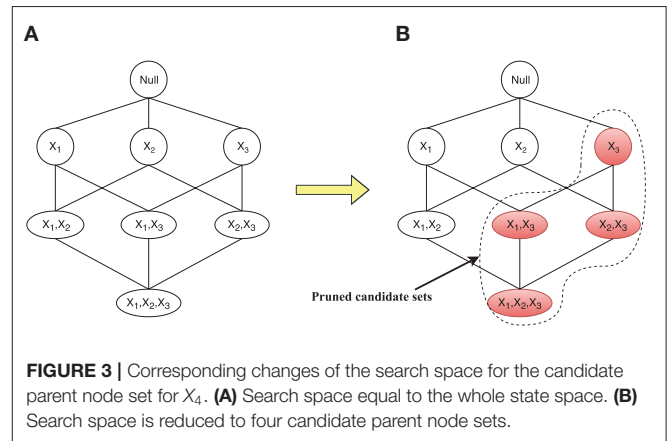 A
B
Null
Null
X₁
X₂
X₃
X₁
X₂
X₃
X₁,X₂
X₁,X₃
X₂,X₃
X₁,X₂
X₁,X₃
X₂,X₃
X₁,X₂,X₃
Pruned candidate sets
X₁,X₂,X₃
FIGURE 3 | Corresponding changes of the search space for the candidate
parent node set for X₄. (A) Search space equal to the whole state space. (B)
Search space is reduced to four candidate parent node sets.